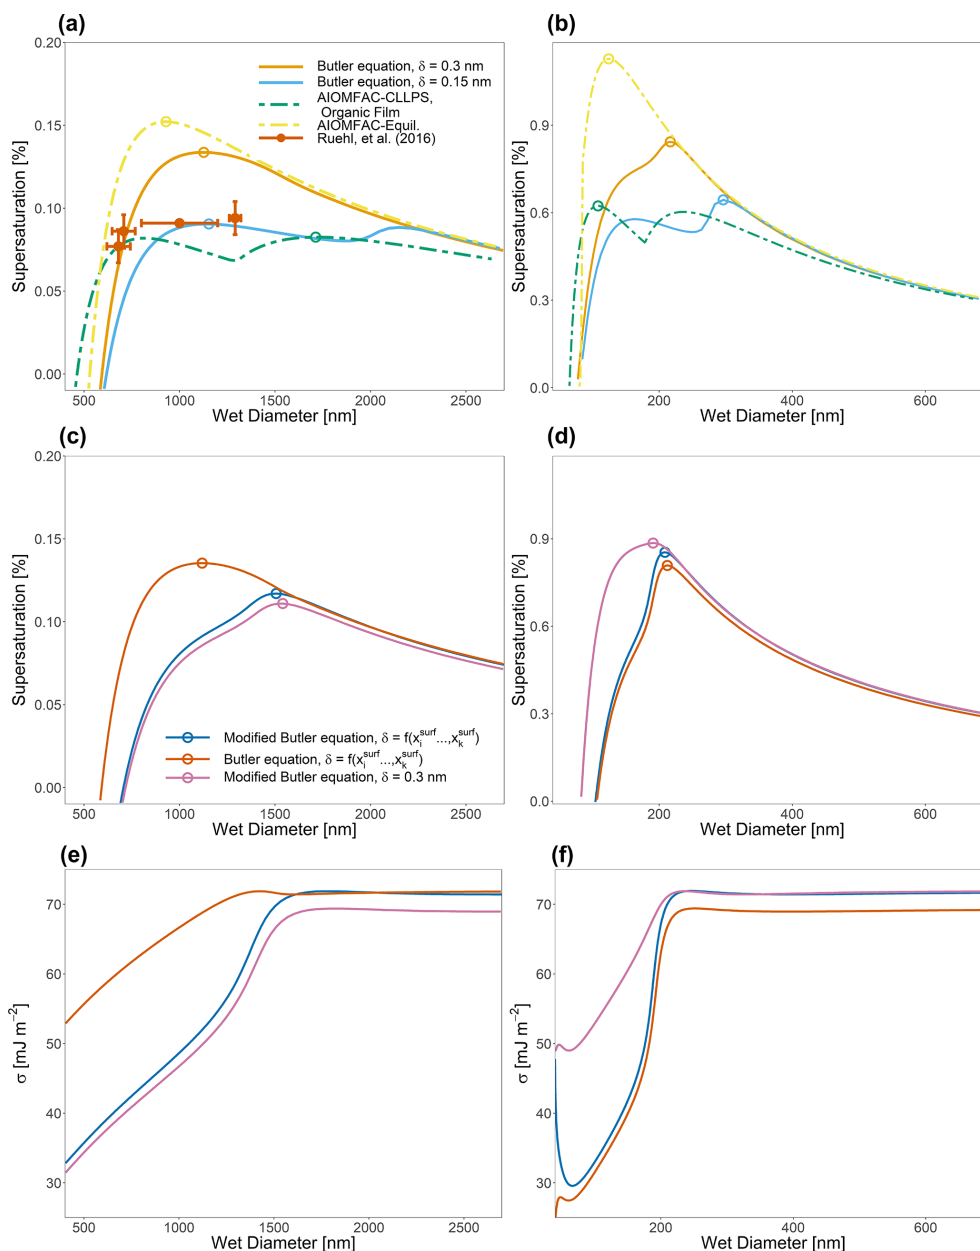 (a)
0.20
0.15
0.10
0.05
0.00
Supersaturation [%]
Butler equation, δ = 0.3 nm
Butler equation, δ = 0.15 nm
AIOMFAC-CLLPS,
Organic Film
AIOMFAC-Equil.
Ruehl, et al. (2016)
500 1000 1500 2000 2500
Wet Diameter [nm]
(b)
0.9
0.6
0.3
0.0
Supersaturation [%]
200 400 600
Wet Diameter [nm]
(c)
0.20
0.15
0.10
0.05
0.00
Supersaturation [%]
Modified Butler equation, δ = f(x_i^surf...,x_k^surf)
Butler equation, δ = f(x_i^surf...,x_k^surf)
Modified Butler equation, δ = 0.3 nm
500 1000 1500 2000 2500
Wet Diameter [nm]
(d)
0.9
0.6
0.3
0.0
Supersaturation [%]
200 400 600
Wet Diameter [nm]
(e)
70
60
50
40
30
σ [mJ m⁻²]
500 1000 1500 2000 2500
Wet Diameter [nm]
(f)
70
60
50
40
30
σ [mJ m⁻²]
200 400 600
Wet Diameter [nm]